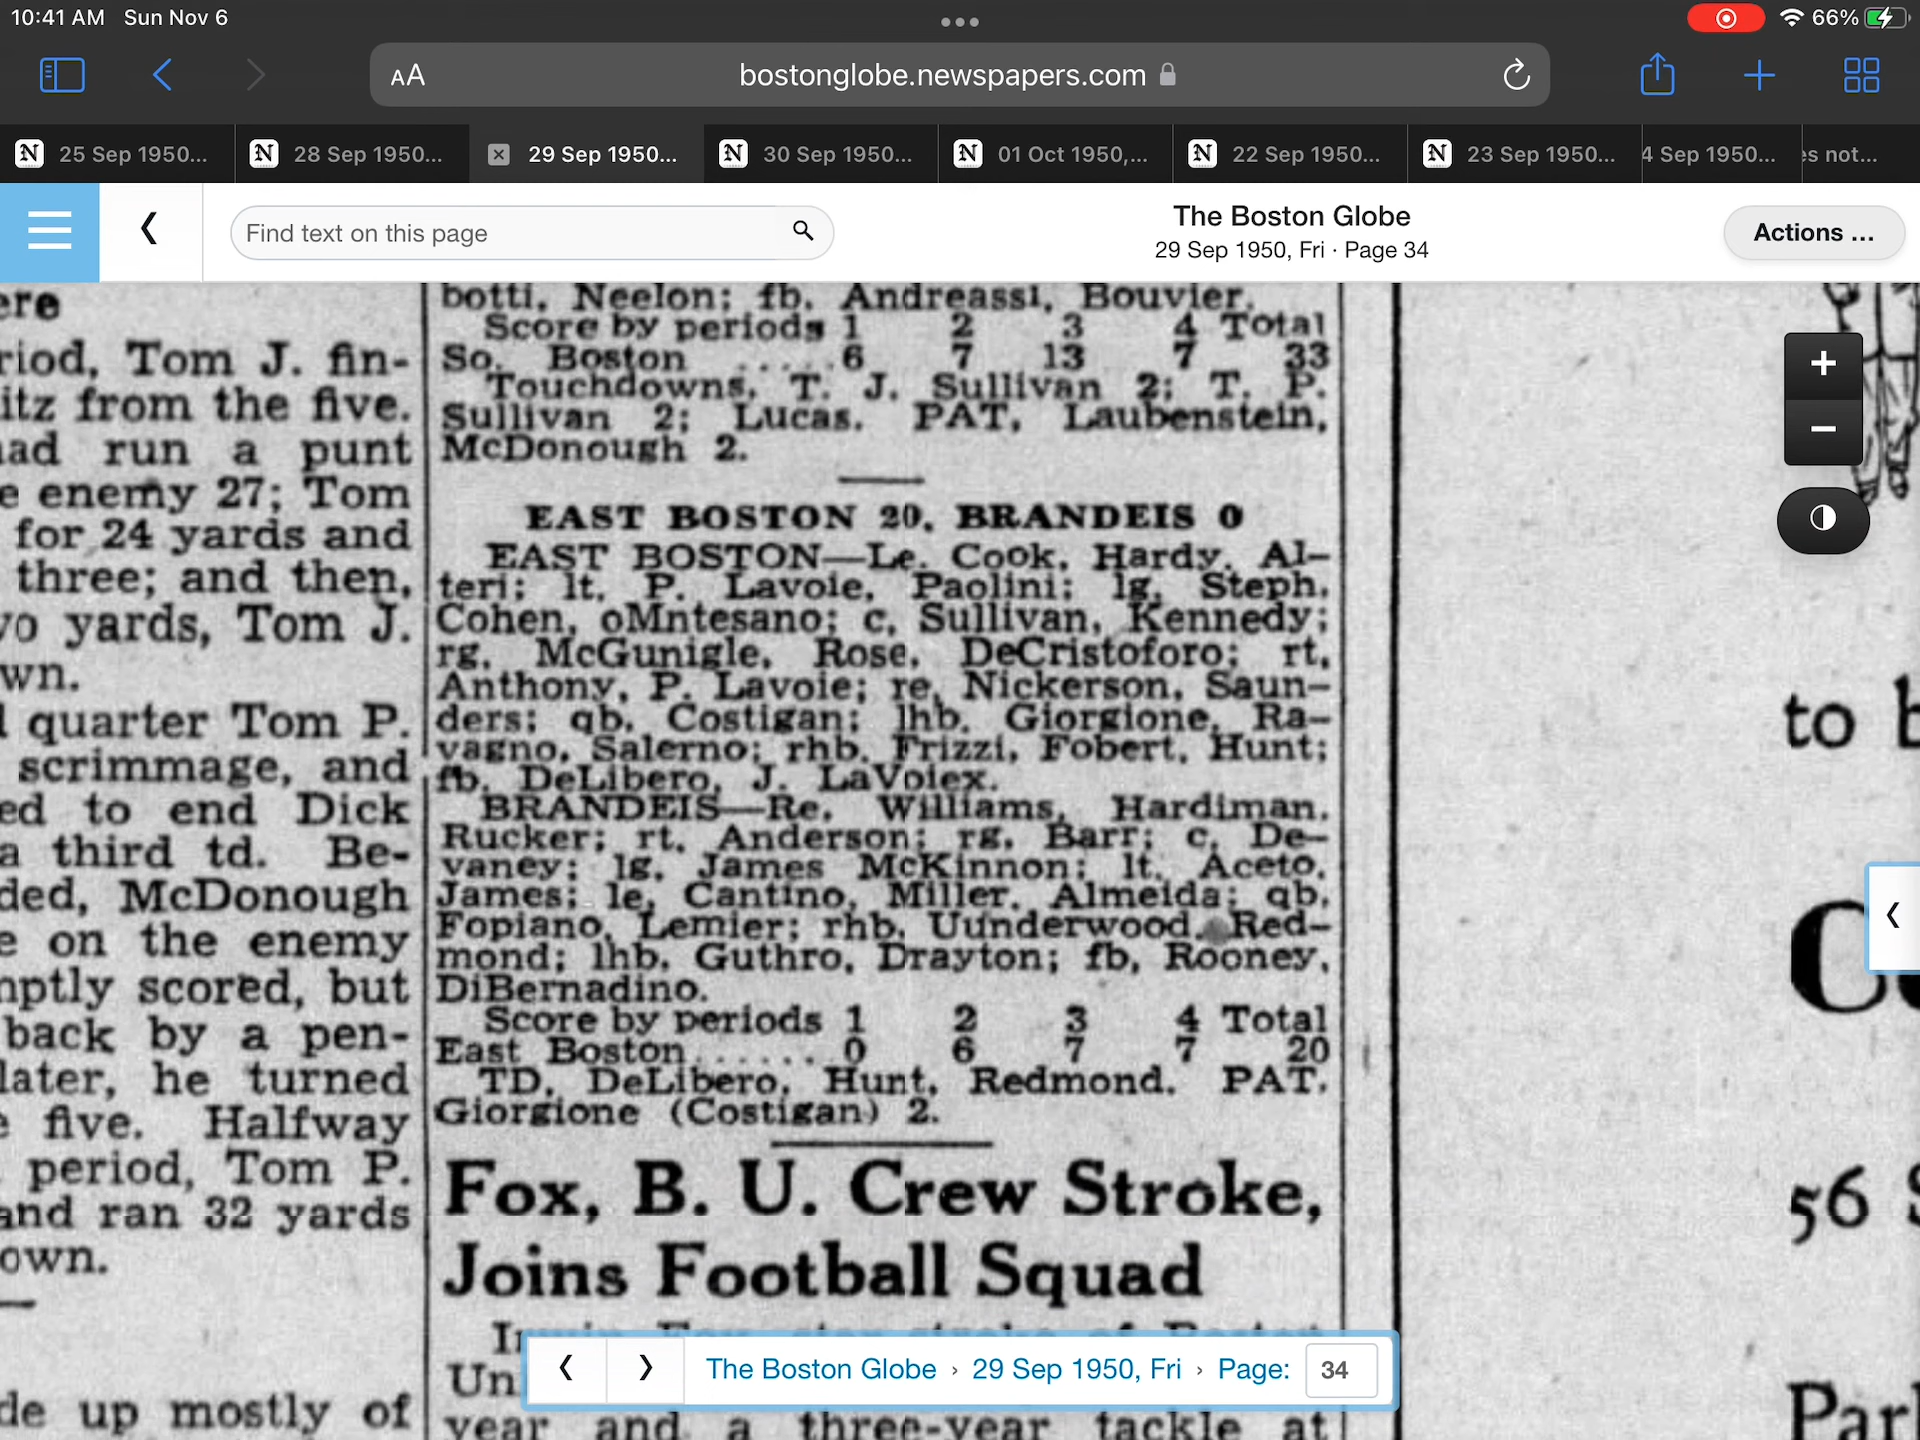 10:41 AM Sun Nov 6
66%
AA
bostonglobe.newspapers.com
25 Sep 1950...
28 Sep 1950...
29 Sep 1950...
30 Sep 1950...
01 Oct 1950,...
22 Sep 1950...
23 Sep 1950...
4 Sep 1950...
es not...
Find text on this page
The Boston Globe
29 Sep 1950, Fri · Page 34
Actions ...
ere
riod, Tom J. fin-
itz from the five.
ad run a punt
e enemy 27; Tom
for 24 yards and
three; and then,
vo yards, Tom J.
wn.
l quarter Tom P.
scrimmage, and
ed to end Dick
a third td. Be-
ded, McDonough
e on the enemy
mptly scored, but
back by a pen-
later, he turned
e five. Halfway
period, Tom P.
and ran 32 yards
own.
de up mostly of
botti, Neelon; fb, Andreassi, Bouvier.
Score by periods 1 2 3 4 Total
So. Boston ..... 6 7 13 7 33
Touchdowns, T. J. Sullivan 2; T. P.
Sullivan 2; Lucas. PAT, Laubenstein,
McDonough 2.
EAST BOSTON 20, BRANDEIS 0
EAST BOSTON—Le. Cook, Hardy, Al-
teri; lt, P. Lavoie, Paolini; lg, Steph,
Cohen, oMntesano; c, Sullivan, Kennedy;
rg, McGunigle, Rose, DeCristoforo; rt,
Anthony, P. Lavoie; re, Nickerson, Saun-
ders; qb, Costigan; lhb, Giorgione, Ra-
vagno, Salerno; rhb, Frizzi, Fobert, Hunt;
fb, DeLibero, J. LaVoiex.
BRANDEIS—Re, Williams, Hardiman,
Rucker; rt, Anderson; rg, Barr; c, De-
vaney; lg, James McKinnon; lt, Aceto,
James; le, Cantino, Miller, Almeida; qb,
Fopiano, Lemier; rhb, Uunderwood, Red-
mond; lhb, Guthro, Drayton; fb, Rooney,
DiBernadino.
Score by periods 1 2 3 4 Total
East Boston....... 0 6 7 7 20
TD, DeLibero, Hunt, Redmond. PAT,
Giorgione (Costigan) 2.
Fox, B. U. Crew Stroke,
Joins Football Squad
Un
year and a three-year tackle at
to b
56 S
Parl
The Boston Globe › 29 Sep 1950, Fri › Page: 34